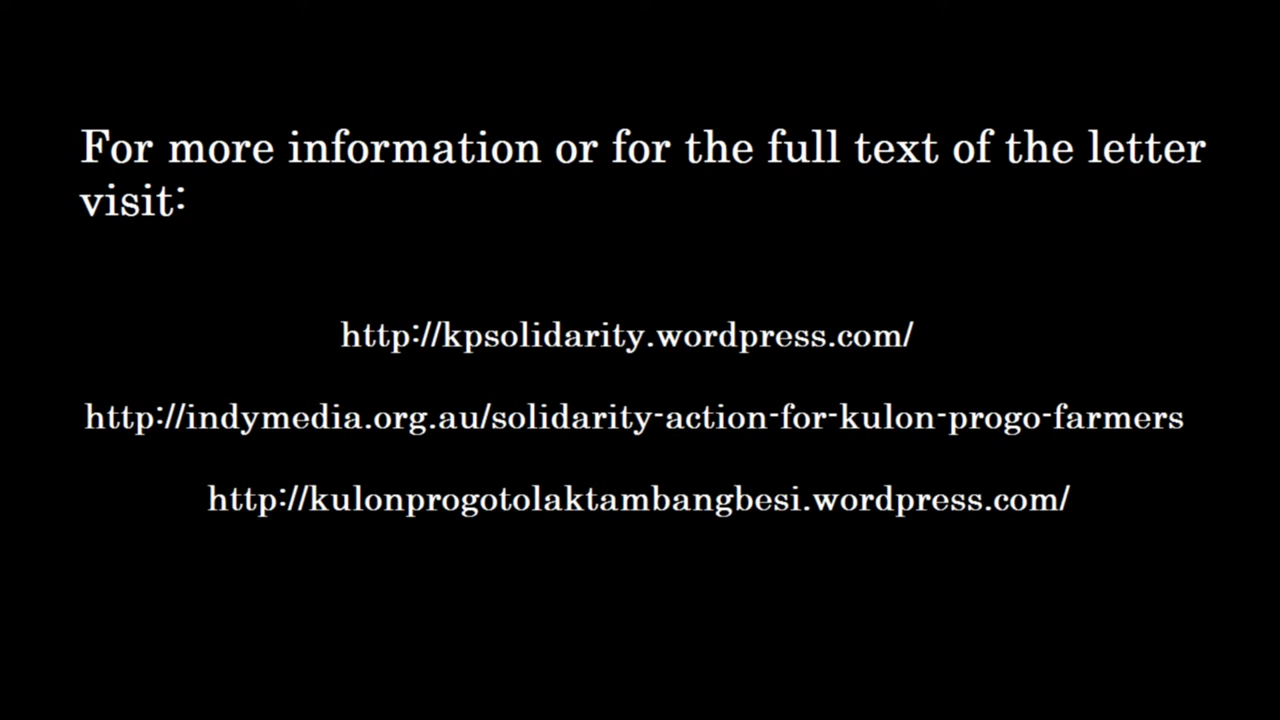 For more information or for the full text of the letter
visit:
http://kpsolidarity.wordpress.com/
http://indymedia.org.au/solidarity-action-for-kulon-progo-farmers
http://kulonprogotolaktambangbesi.wordpress.com/